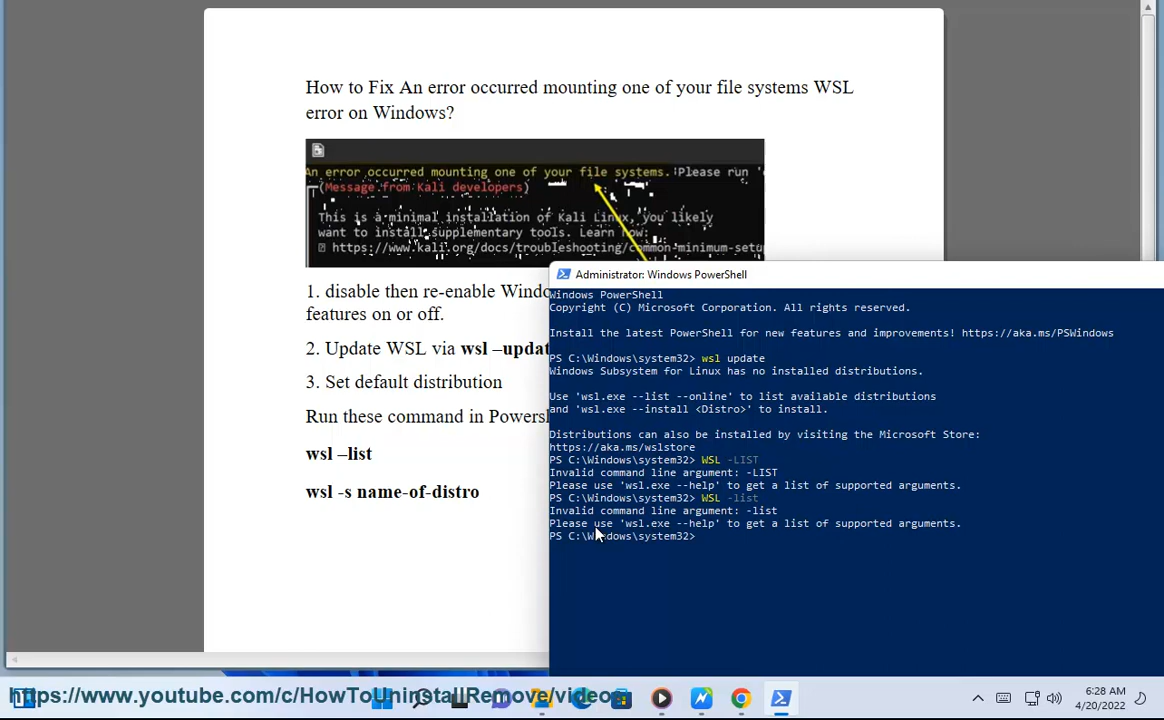 How to Fix An error occurred mounting one of your file systems WSL
error on Windows?
An error occurred mounting one of your file systems. Please run '
(Message from Kali developers)
This is a minimal installation of Kali Linux, you likely
want to install supplementary tools. Learn how:
https://www.kali.org/docs/troubleshooting/common-minimum-setu
1. disable then re-enable Windo
features on or off.
2. Update WSL via wsl –updat
3. Set default distribution
Run these command in Powersh
wsl –list
wsl -s name-of-distro
Administrator: Windows PowerShell
Windows PowerShell
Copyright (C) Microsoft Corporation. All rights reserved.
Install the latest PowerShell for new features and improvements! https://aka.ms/PSWindows
PS C:\Windows\system32> wsl update
Windows Subsystem for Linux has no installed distributions.
Use 'wsl.exe --list --online' to list available distributions
and 'wsl.exe --install <Distro>' to install.
Distributions can also be installed by visiting the Microsoft Store:
https://aka.ms/wslstore
PS C:\Windows\system32> WSL -LIST
Invalid command line argument: -LIST
Please use 'wsl.exe --help' to get a list of supported arguments.
PS C:\Windows\system32> WSL -list
Invalid command line argument: -list
Please use 'wsl.exe --help' to get a list of supported arguments.
PS C:\Windows\system32>
https://www.youtube.com/c/HowToUninstallRemove/videos
6:28 AM
4/20/2022